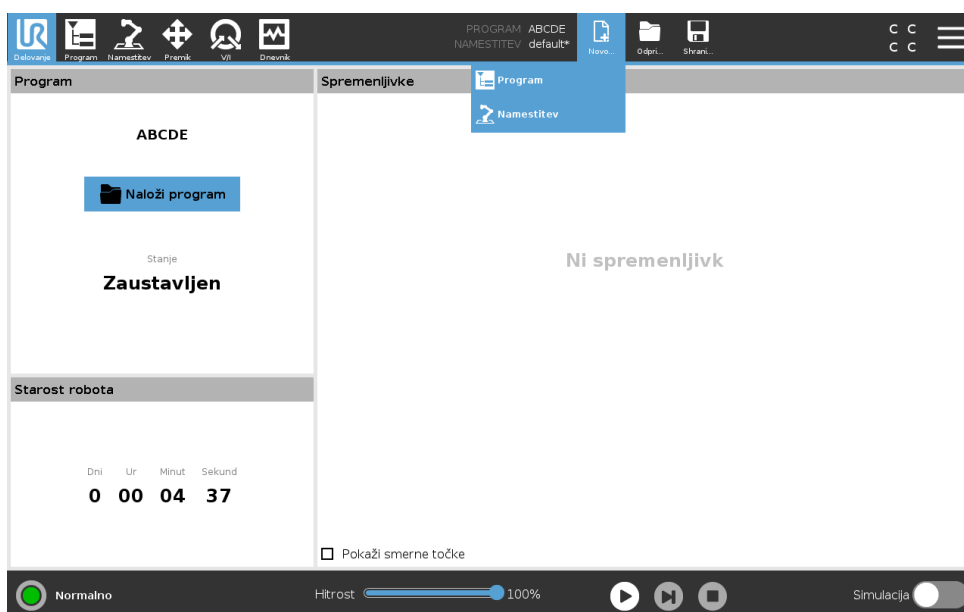 UR
PROGRAM ABCDE
NAMESTITEV default*
C C
C C
Delovanje Program Namestitev Premik V/I Dnevnik Novo... Odpri... Shrani...
Program
Spremenljivke
Program
Namestitev
ABCDE
Naloži program
Stanje
Zaustavljen
Ni spremenljivk
Starost robota
Dni Ur Minut Sekund
0 00 04 37
Pokaži smerne točke
Normalno Hitrost 100% Simulacija